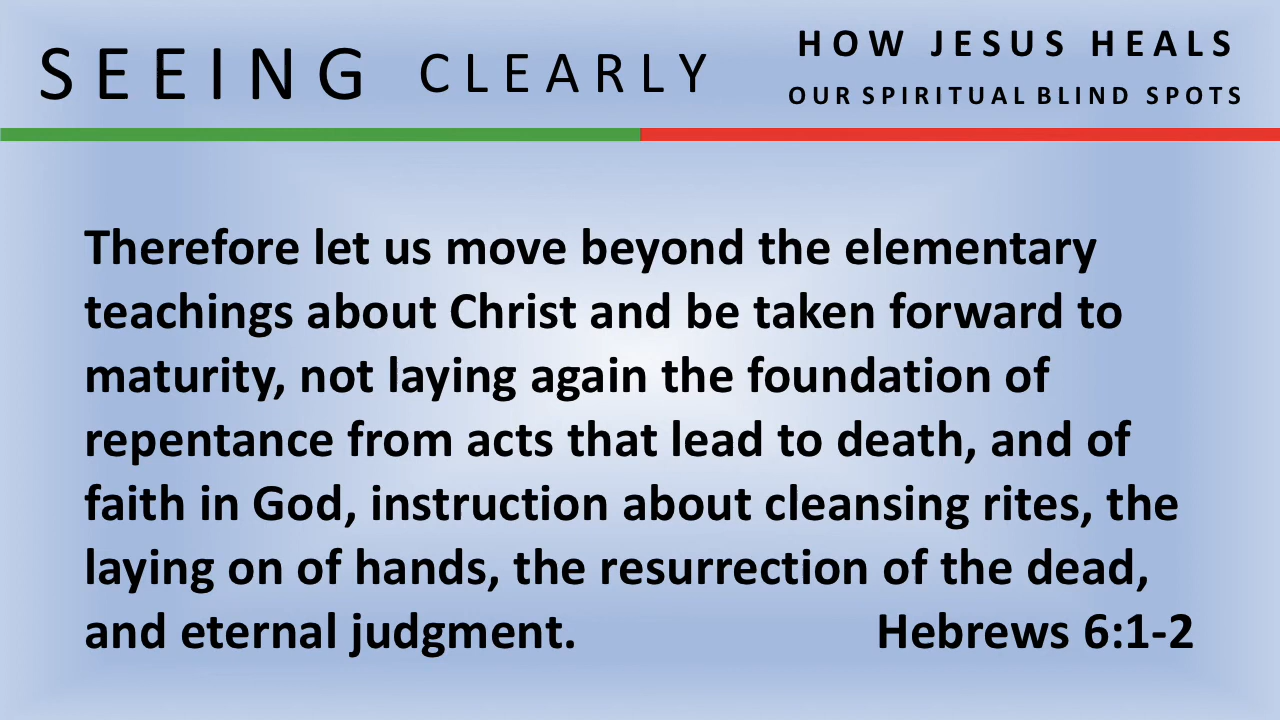 SEEING CLEARLY
HOW JESUS HEALS
OUR SPIRITUAL BLIND SPOTS
Therefore let us move beyond the elementary
teachings about Christ and be taken forward to
maturity, not laying again the foundation of
repentance from acts that lead to death, and of
faith in God, instruction about cleansing rites, the
laying on of hands, the resurrection of the dead,
and eternal judgment. Hebrews 6:1-2